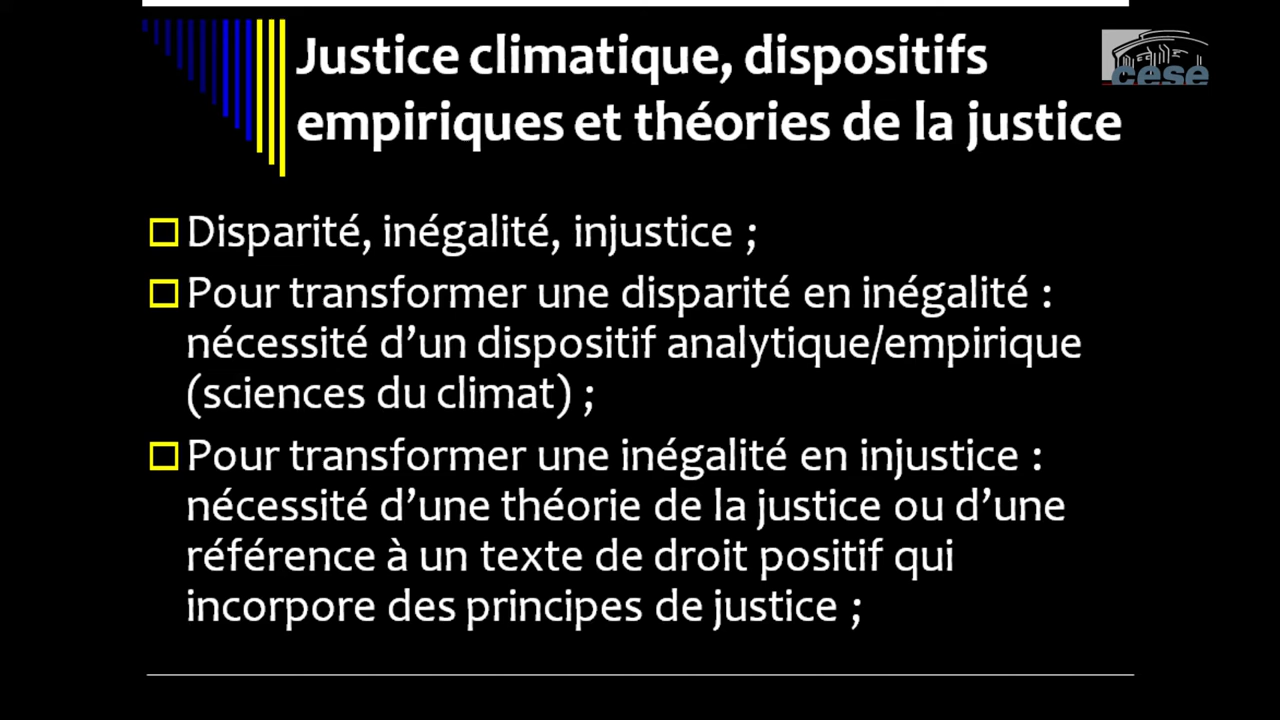 Justice climatique, dispositifs
empiriques et théories de la justice
cese
Disparité, inégalité, injustice ;
Pour transformer une disparité en inégalité :
nécessité d’un dispositif analytique/empirique
(sciences du climat) ;
Pour transformer une inégalité en injustice :
nécessité d’une théorie de la justice ou d’une
référence à un texte de droit positif qui
incorpore des principes de justice ;